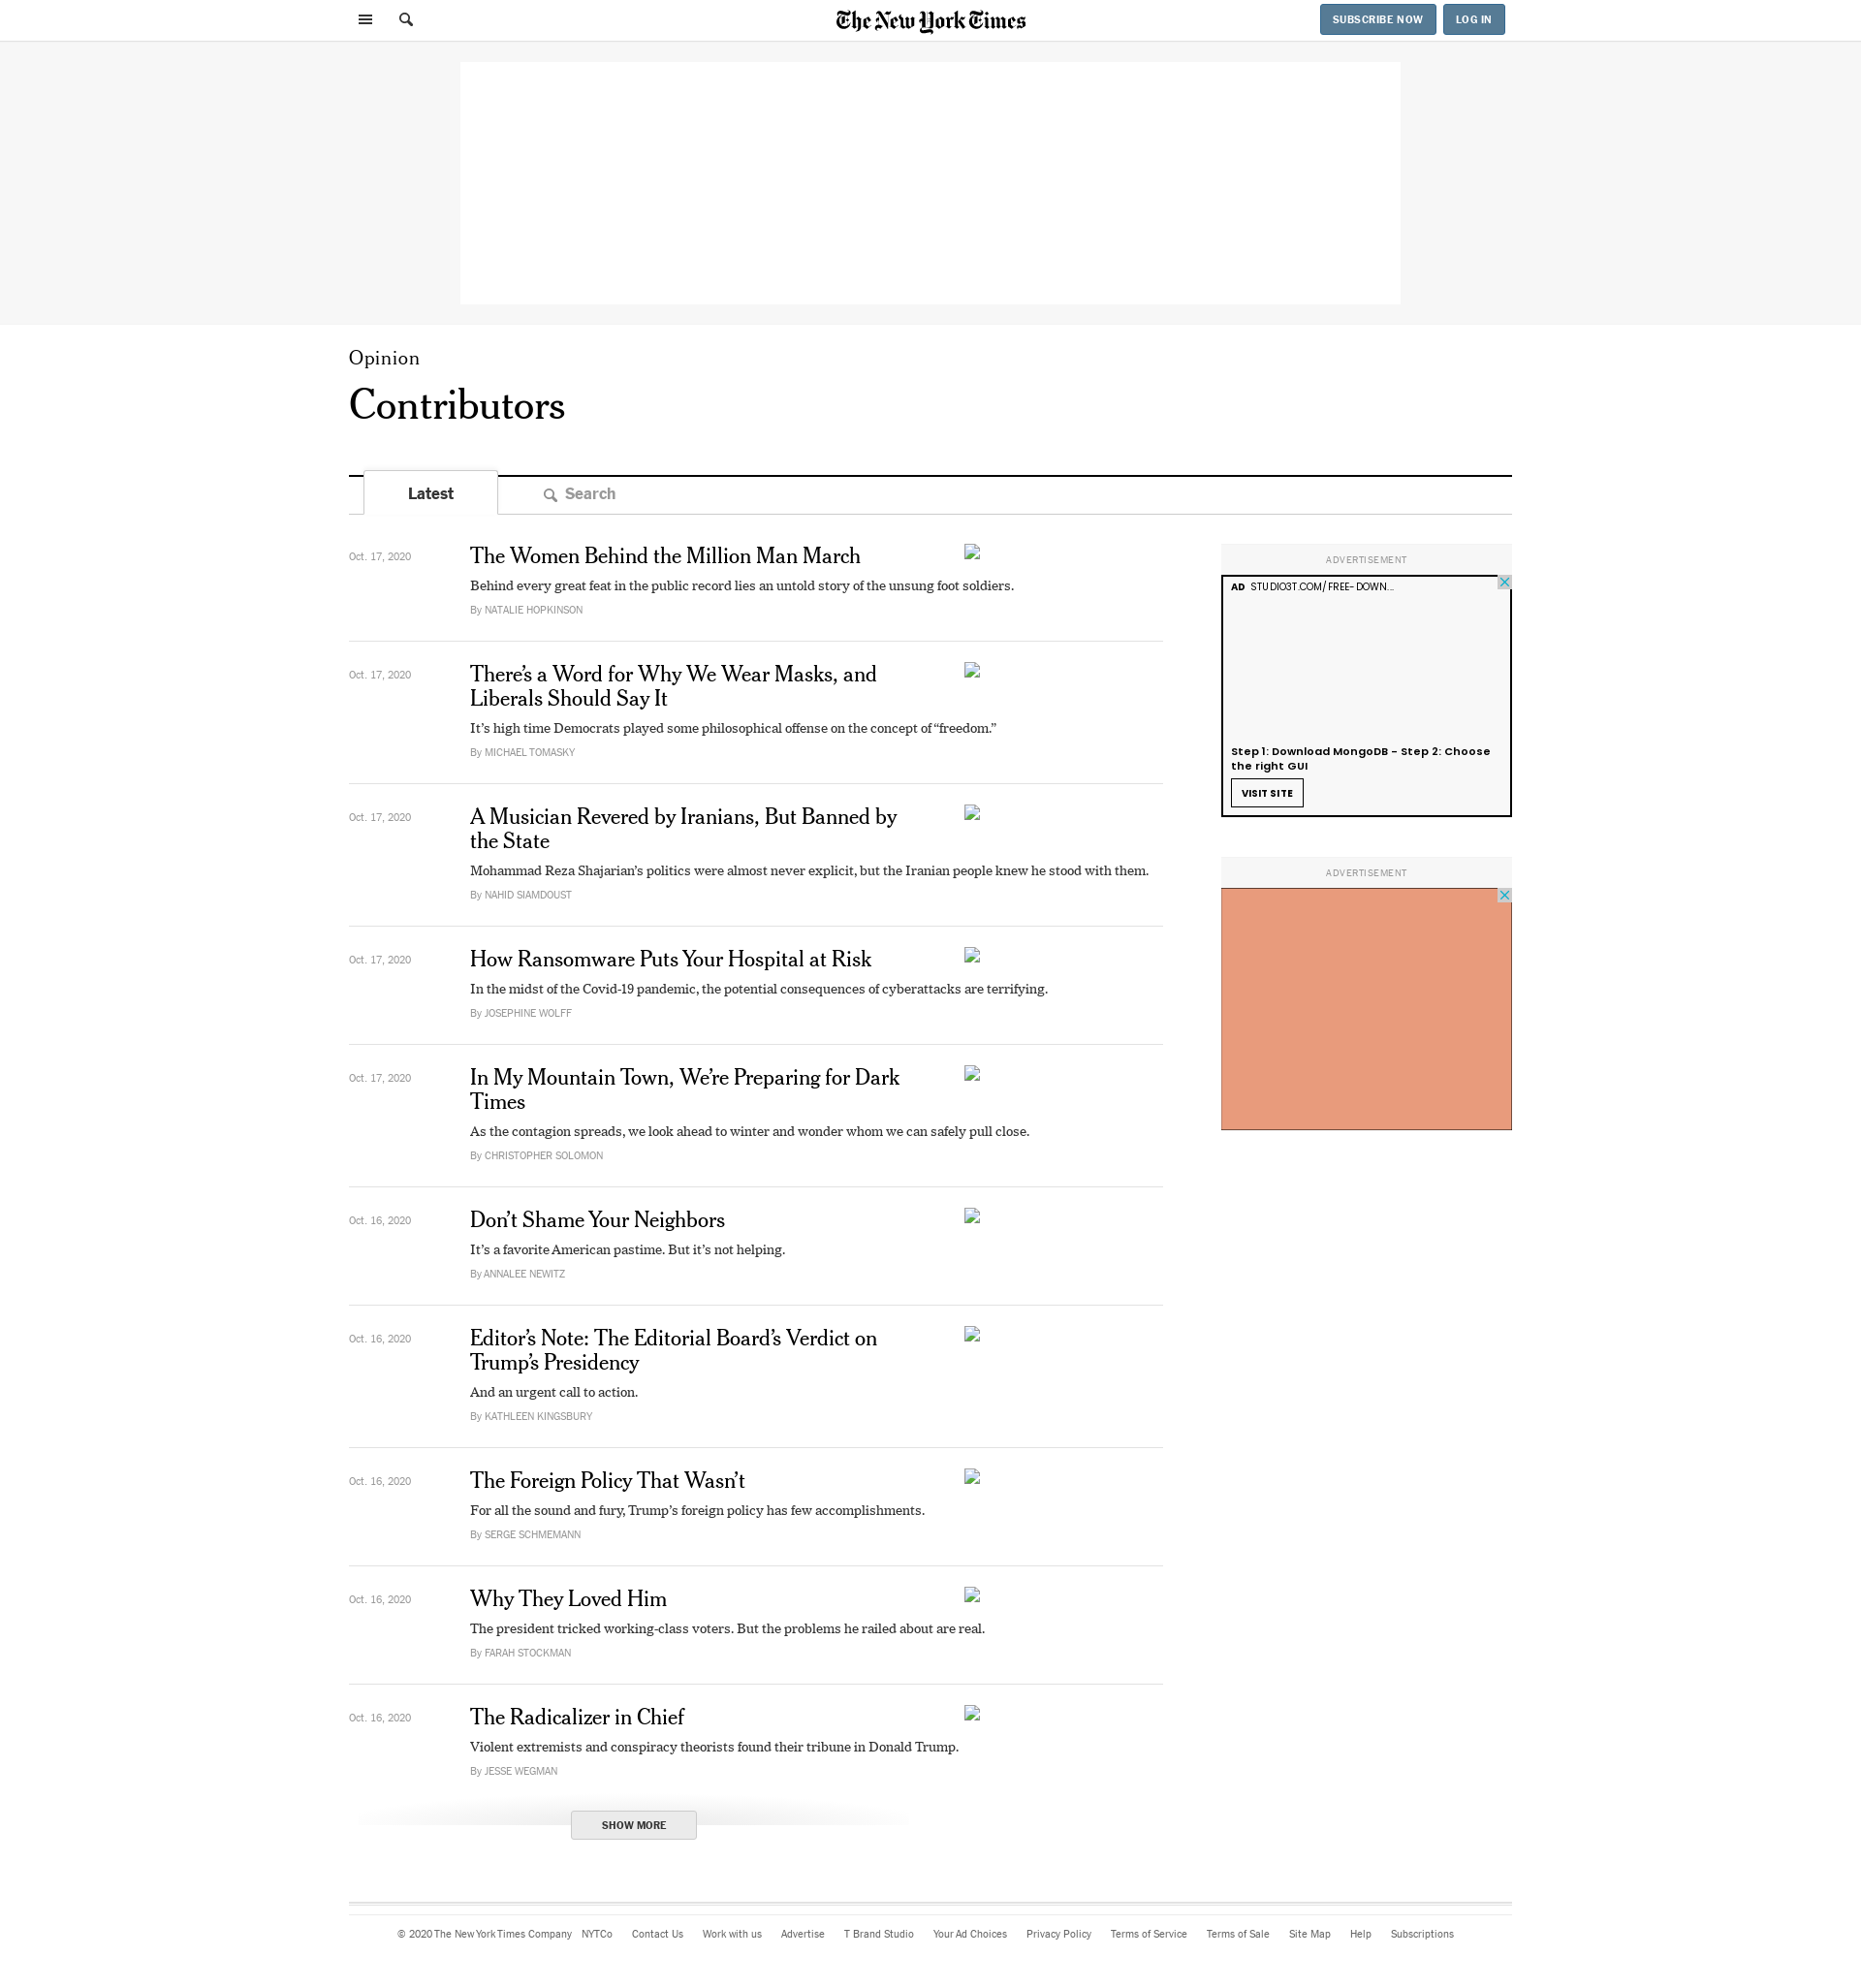 The New York Times
SUBSCRIBE NOW
LOG IN
Opinion
Contributors
Latest
Search
Oct. 17, 2020
The Women Behind the Million Man March
Behind every great feat in the public record lies an untold story of the unsung foot soldiers.
By NATALIE HOPKINSON
Oct. 17, 2020
There’s a Word for Why We Wear Masks, and
Liberals Should Say It
It’s high time Democrats played some philosophical offense on the concept of “freedom.”
By MICHAEL TOMASKY
Oct. 17, 2020
A Musician Revered by Iranians, But Banned by
the State
Mohammad Reza Shajarian’s politics were almost never explicit, but the Iranian people knew he stood with them.
By NAHID SIAMDOUST
Oct. 17, 2020
How Ransomware Puts Your Hospital at Risk
In the midst of the Covid-19 pandemic, the potential consequences of cyberattacks are terrifying.
By JOSEPHINE WOLFF
Oct. 17, 2020
In My Mountain Town, We’re Preparing for Dark
Times
As the contagion spreads, we look ahead to winter and wonder whom we can safely pull close.
By CHRISTOPHER SOLOMON
Oct. 16, 2020
Don’t Shame Your Neighbors
It’s a favorite American pastime. But it’s not helping.
By ANNALEE NEWITZ
Oct. 16, 2020
Editor’s Note: The Editorial Board’s Verdict on
Trump’s Presidency
And an urgent call to action.
By KATHLEEN KINGSBURY
Oct. 16, 2020
The Foreign Policy That Wasn’t
For all the sound and fury, Trump’s foreign policy has few accomplishments.
By SERGE SCHMEMANN
Oct. 16, 2020
Why They Loved Him
The president tricked working-class voters. But the problems he railed about are real.
By FARAH STOCKMAN
Oct. 16, 2020
The Radicalizer in Chief
Violent extremists and conspiracy theorists found their tribune in Donald Trump.
By JESSE WEGMAN
SHOW MORE
ADVERTISEMENT
AD STUDIO3T.COM/FREE-DOWN...
Step 1: Download MongoDB - Step 2: Choose
the right GUI
VISIT SITE
ADVERTISEMENT
© 2020 The New York Times Company NYTCo Contact Us Work with us Advertise T Brand Studio Your Ad Choices Privacy Policy Terms of Service Terms of Sale Site Map Help Subscriptions